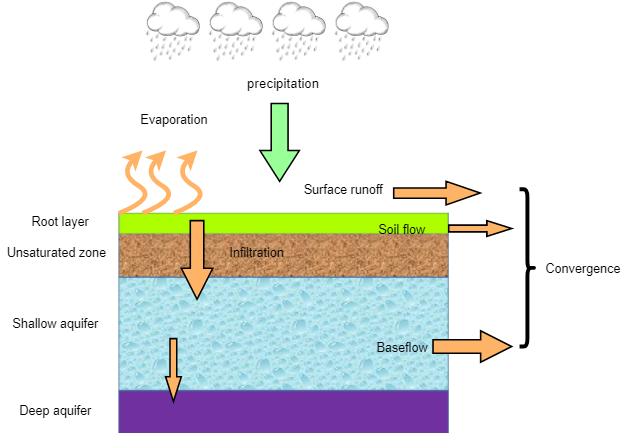 precipitation
Evaporation
Surface runoff
Root layer
Soil flow
Unsaturated zone
Infiltration
Convergence
Shallow aquifer
Baseflow
Deep aquifer